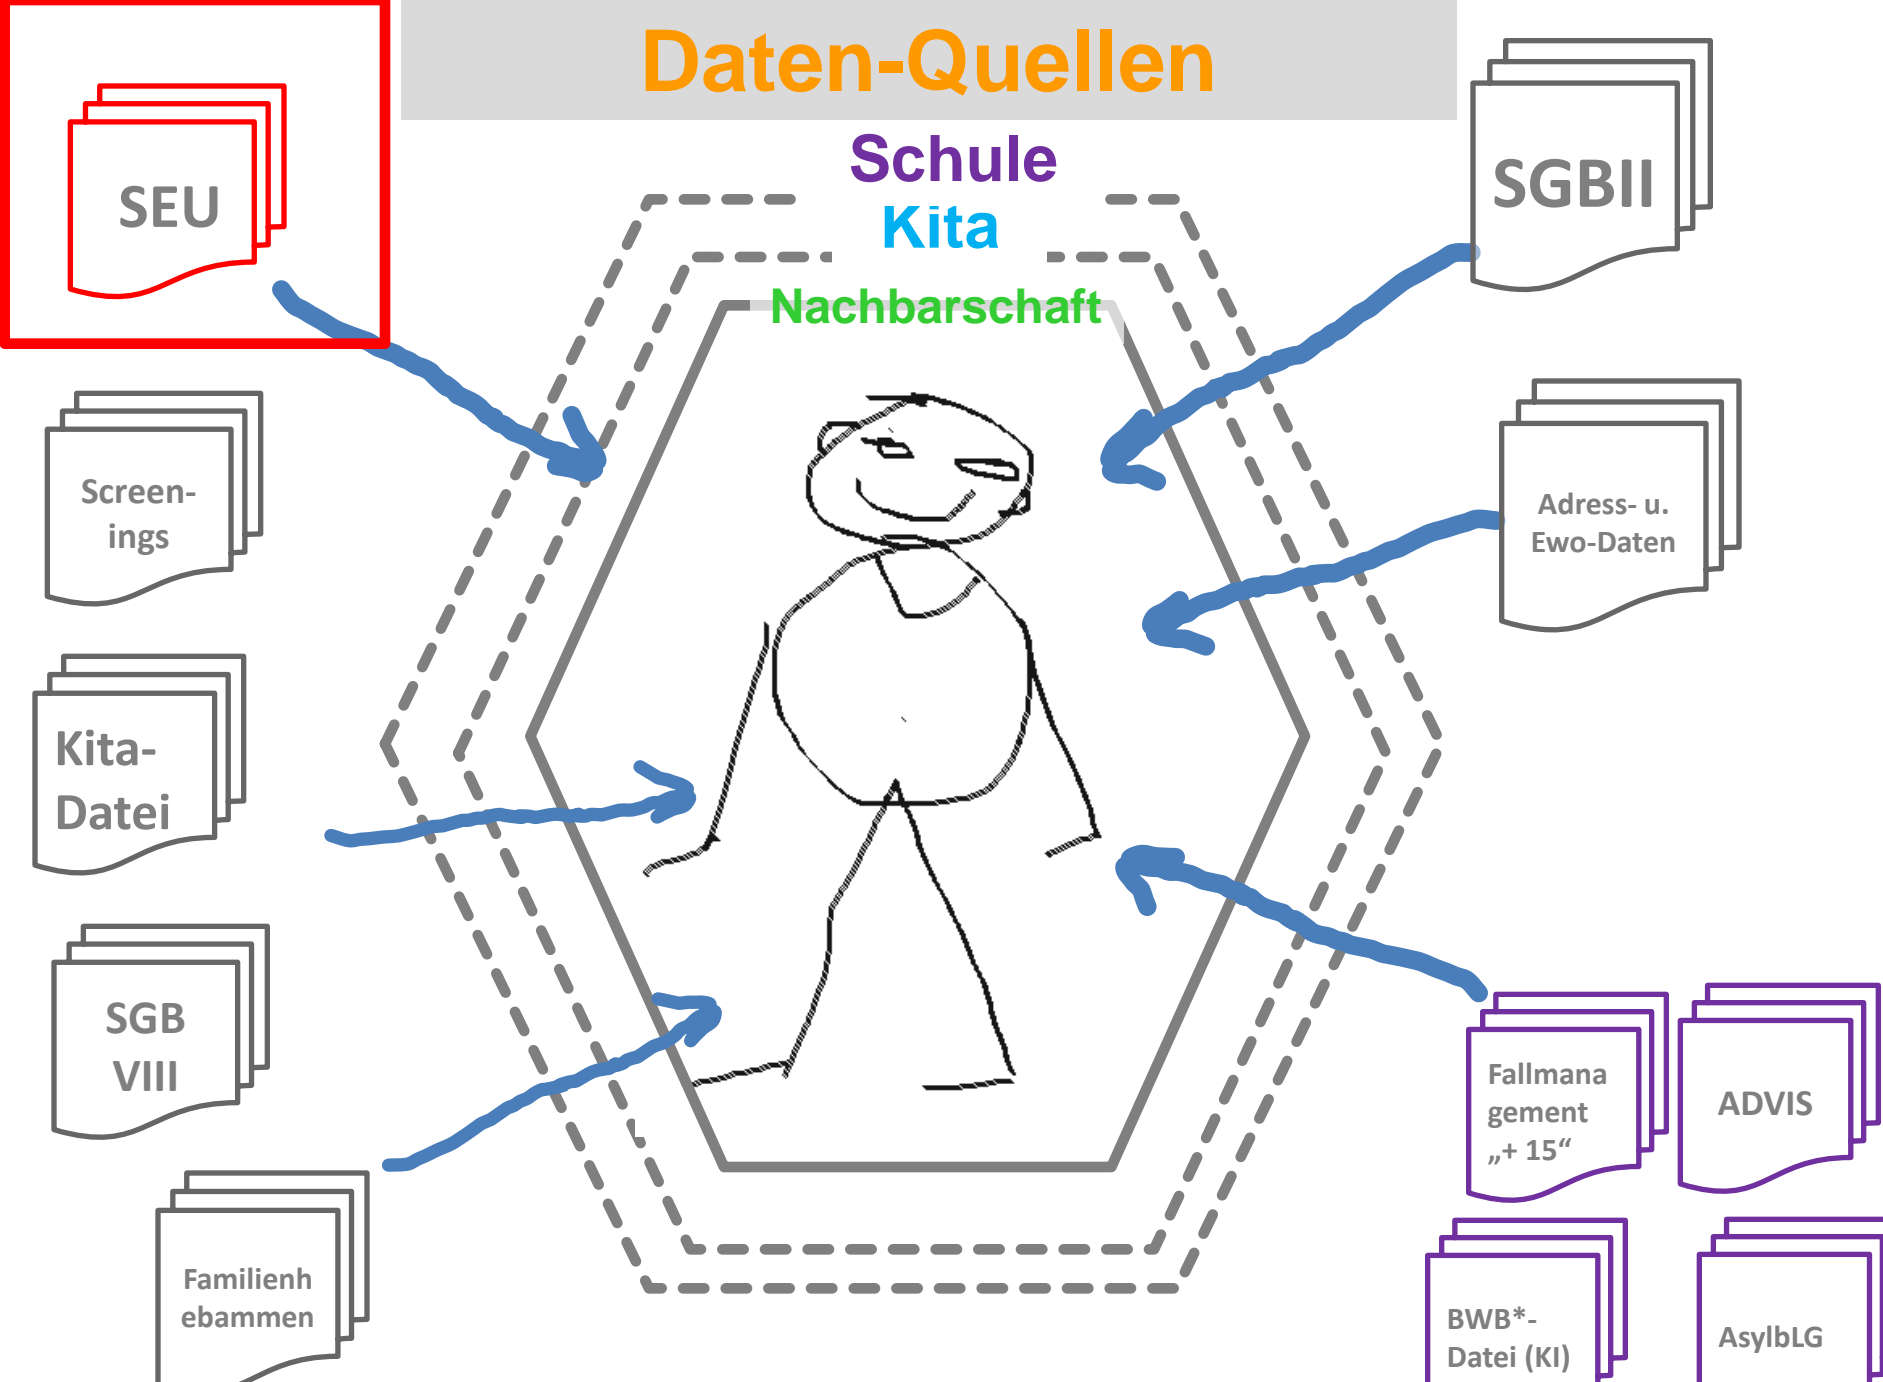 Daten-Quellen
Schule
Kita
Nachbarschaft
SEU
Screen-
ings
Kita-
Datei
SGB
VIII
Familienh
ebammen
SGBII
Adress- u.
Ewo-Daten
Fallmana
gement
„+ 15“
ADVIS
BWB*-
Datei (KI)
AsylbLG